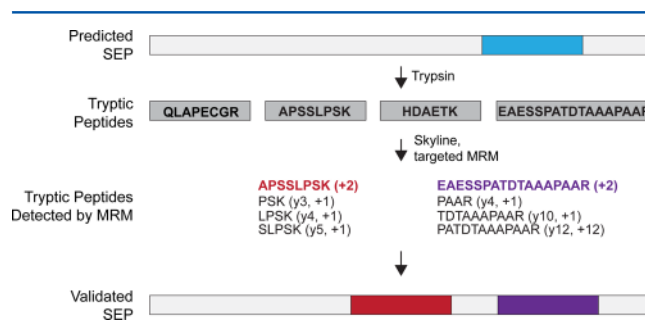 Predicted
SEP
Trypsin
Tryptic
Peptides
QLAPECGR APSSLPSK HDAETK EAESSPATDTAAAPAAR
Skyline,
targeted MRM
Tryptic Peptides
Detected by MRM
APSSLPSK (+2) EAESSPATDTAAAPAAR (+2)
PSK (y3, +1) PAAR (y4, +1)
LPSK (y4, +1) TDTAAAPAAR (y10, +1)
SLPSK (y5, +1) PATDTAAAPAAR (y12, +12)
Validated
SEP